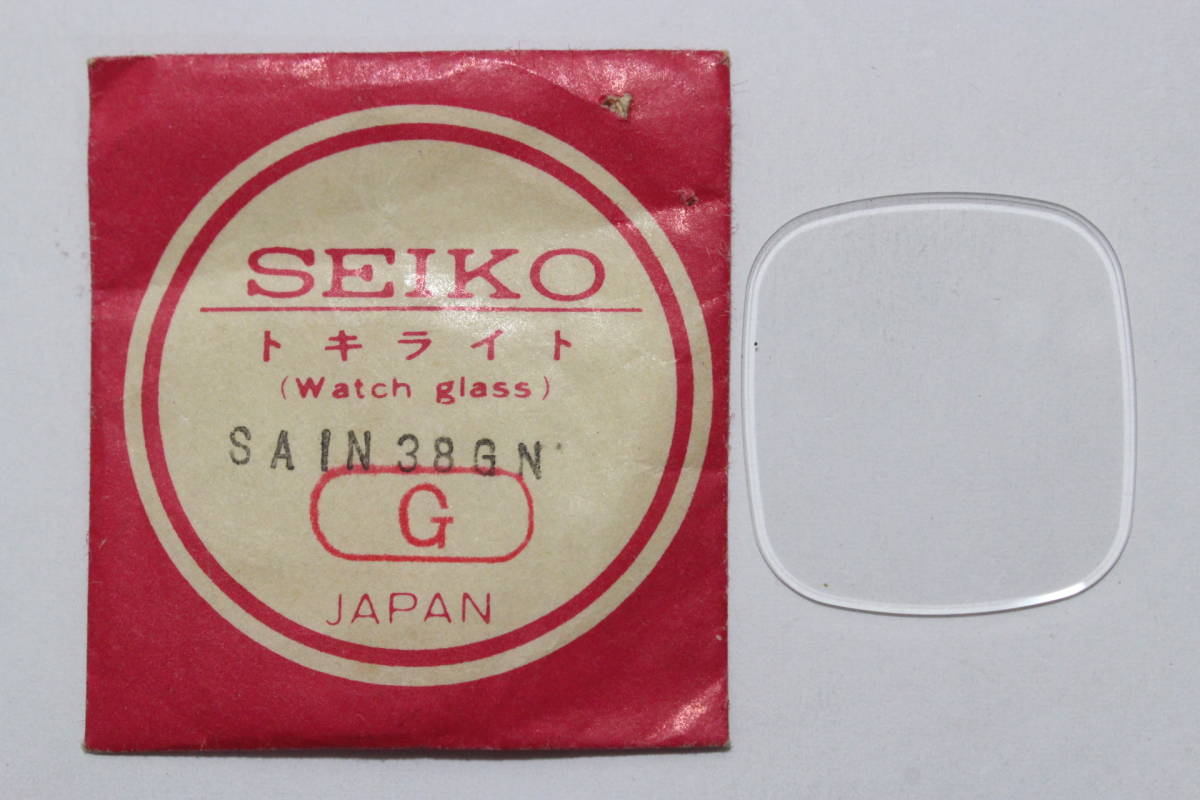 SEIKO
トキライト
(Watch glass)
SAIN38GN
G
JAPAN